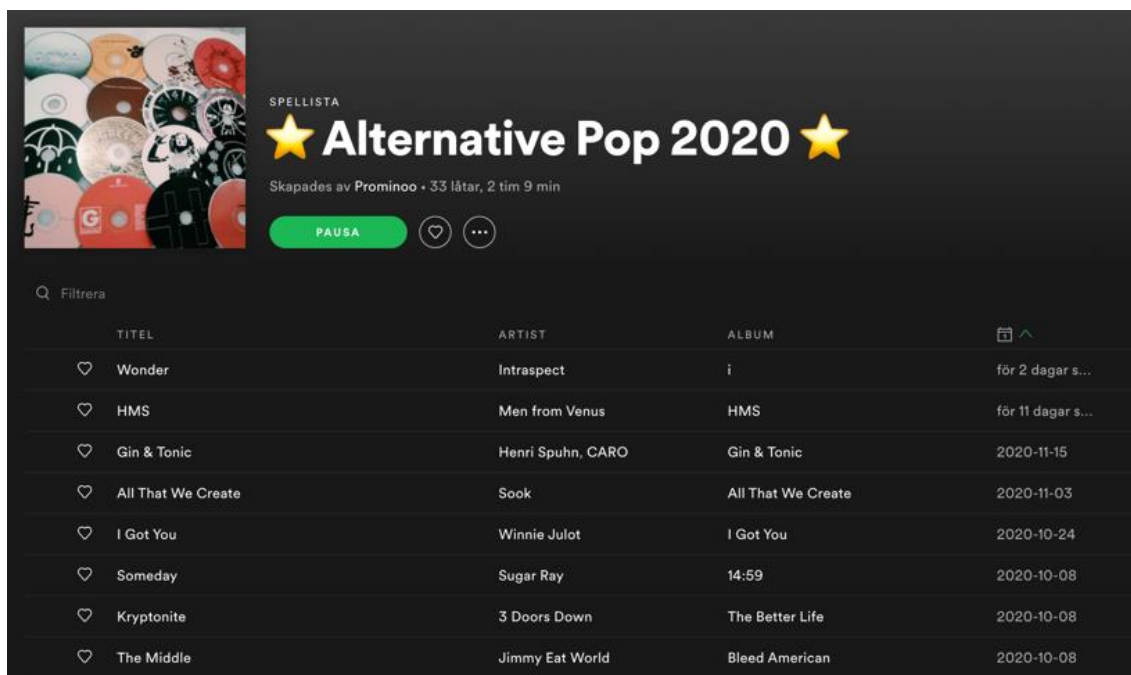 SPELLISTA
⭐ Alternative Pop 2020 ⭐
Skapades av Prominoo • 33 låtar, 2 tim 9 min
PAUSA
Filtrera
TITEL ARTIST ALBUM
Wonder Intraspect i för 2 dagar s...
HMS Men from Venus HMS för 11 dagar s...
Gin & Tonic Henri Spuhn, CARO Gin & Tonic 2020-11-15
All That We Create Sook All That We Create 2020-11-03
I Got You Winnie Julot I Got You 2020-10-24
Someday Sugar Ray 14:59 2020-10-08
Kryptonite 3 Doors Down The Better Life 2020-10-08
The Middle Jimmy Eat World Bleed American 2020-10-08